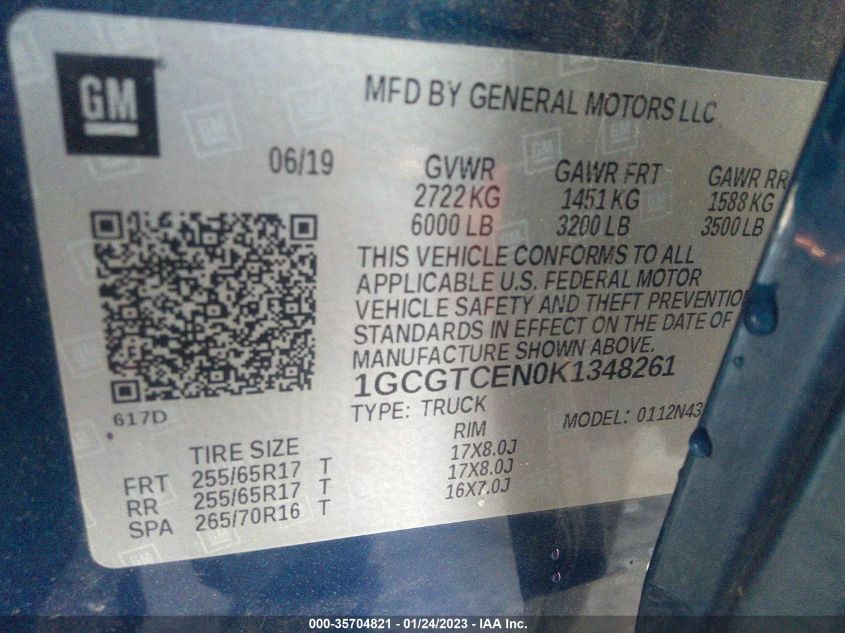 GM
MFD BY GENERAL MOTORS LLC
06/19
GVWR GAWR FRT GAWR RR
2722 KG 1451 KG 1588 KG
6000 LB 3200 LB 3500 LB
THIS VEHICLE CONFORMS TO ALL
APPLICABLE U.S. FEDERAL MOTOR
VEHICLE SAFETY AND THEFT PREVENTIO
STANDARDS IN EFFECT ON THE DATE OF
MANUFACTURE SHOWN ABOVE.
1GCGTCEN0K1348261
617D
TYPE: TRUCK MODEL: 0112N43
TIRE SIZE RIM
FRT 255/65R17 T 17X8.0J
RR 255/65R17 T 17X8.0J
SPA 265/70R16 T 16X7.0J
000-35704821 - 01/24/2023 - IAA Inc.